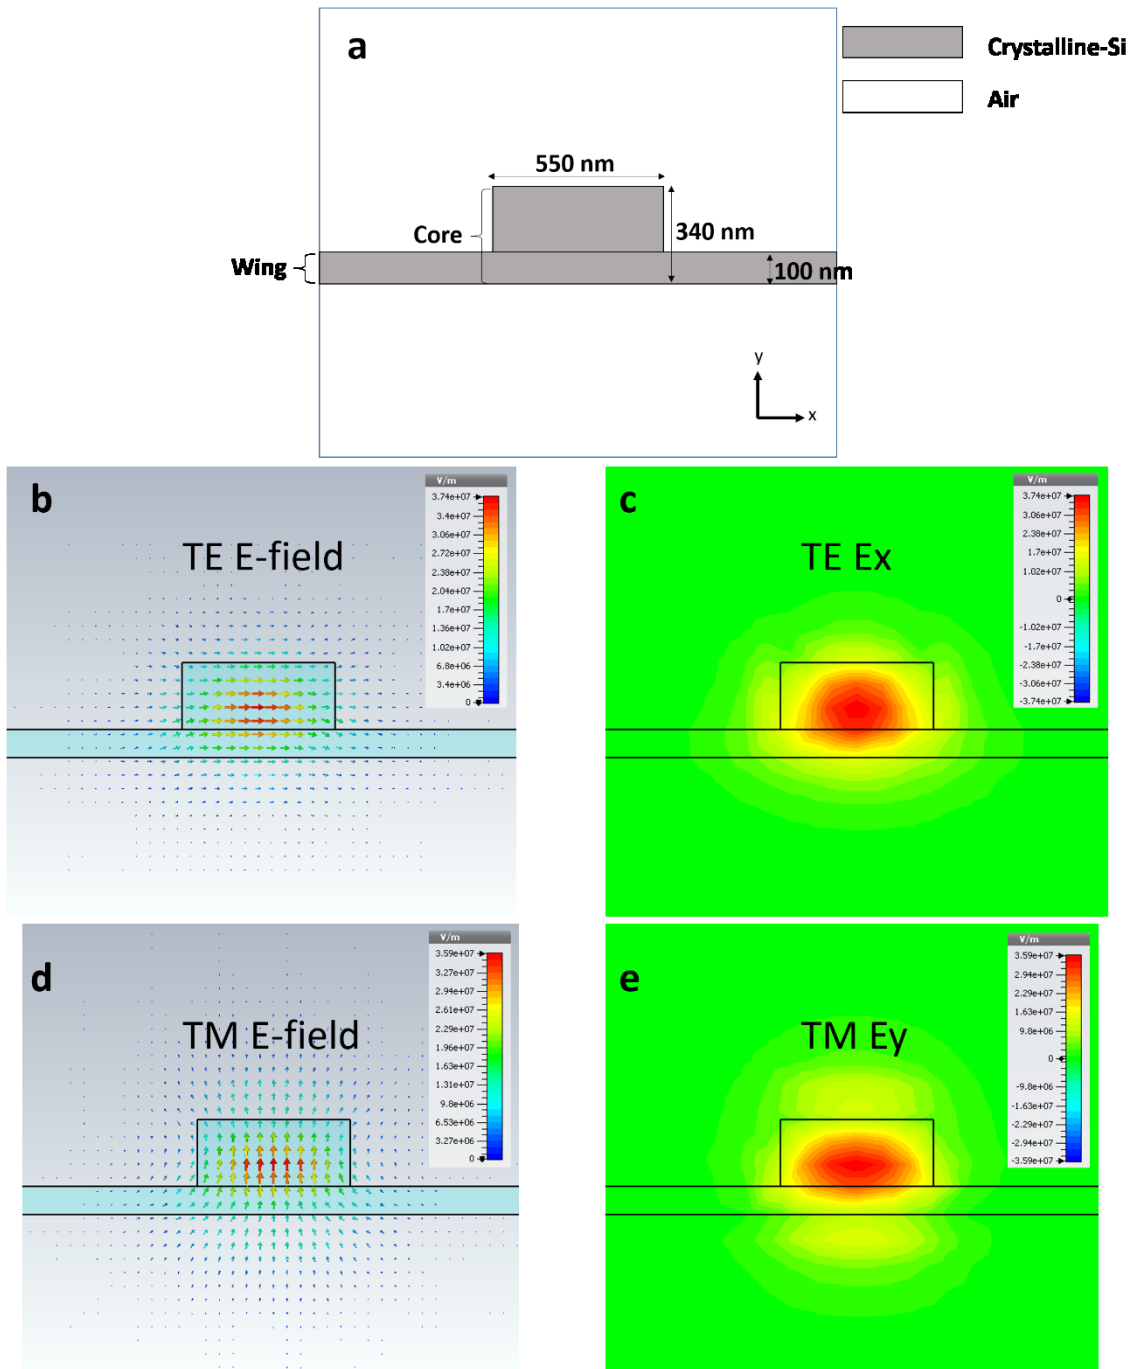 a
Crystalline-Si
Air
550 nm
Core
340 nm
Wing
100 nm
y
x
b
TE E-field
V/m
3.74e+07
3.4e+07
3.06e+07
2.72e+07
2.38e+07
2.04e+07
1.7e+07
1.36e+07
1.02e+07
6.8e+06
3.4e+06
0
c
TE Ex
V/m
3.74e+07
2.38e+07
1.7e+07
1.02e+07
0
-1.02e+07
-1.7e+07
-2.38e+07
-3.06e+07
-3.74e+07
d
TM E-field
V/m
3.59e+07
3.27e+07
2.94e+07
2.61e+07
2.29e+07
1.96e+07
1.63e+07
1.31e+07
9.8e+06
6.53e+06
3.27e+06
0
e
TM Ey
V/m
3.59e+07
2.94e+07
2.29e+07
1.63e+07
9.8e+06
0
-9.8e+06
-1.63e+07
-2.29e+07
-2.94e+07
-3.59e+07